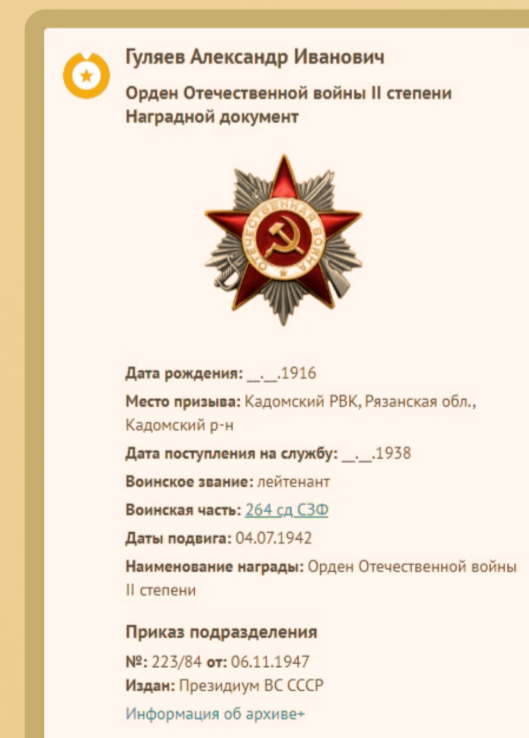 Гуляев Александр Иванович
Орден Отечественной войны II степени
Наградной документ
ОТЕЧЕСТВЕННАЯ ВОЙНА
Дата рождения: __.__.1916
Место призыва: Кадомский РВК, Рязанская обл.,
Кадомский р-н
Дата поступления на службу: __.__.1938
Воинское звание: лейтенант
Воинская часть: 264 сд СЗФ
Даты подвига: 04.07.1942
Наименование награды: Орден Отечественной войны
II степени
Приказ подразделения
№: 223/84 от: 06.11.1947
Издан: Президиум ВС СССР
Информация об архиве+